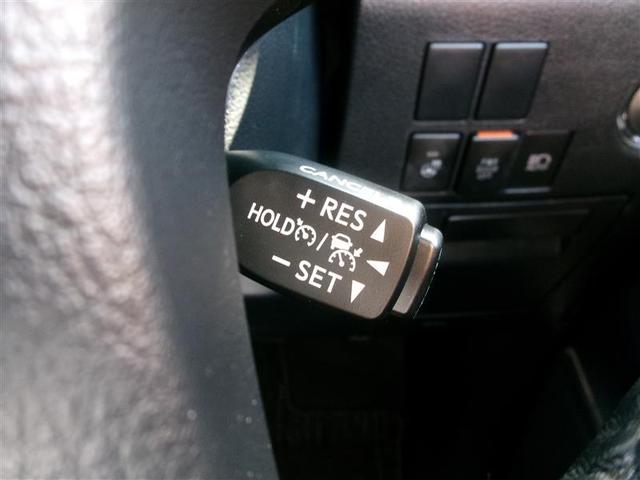 CANCEL
+ RES
HOLD /
- SET